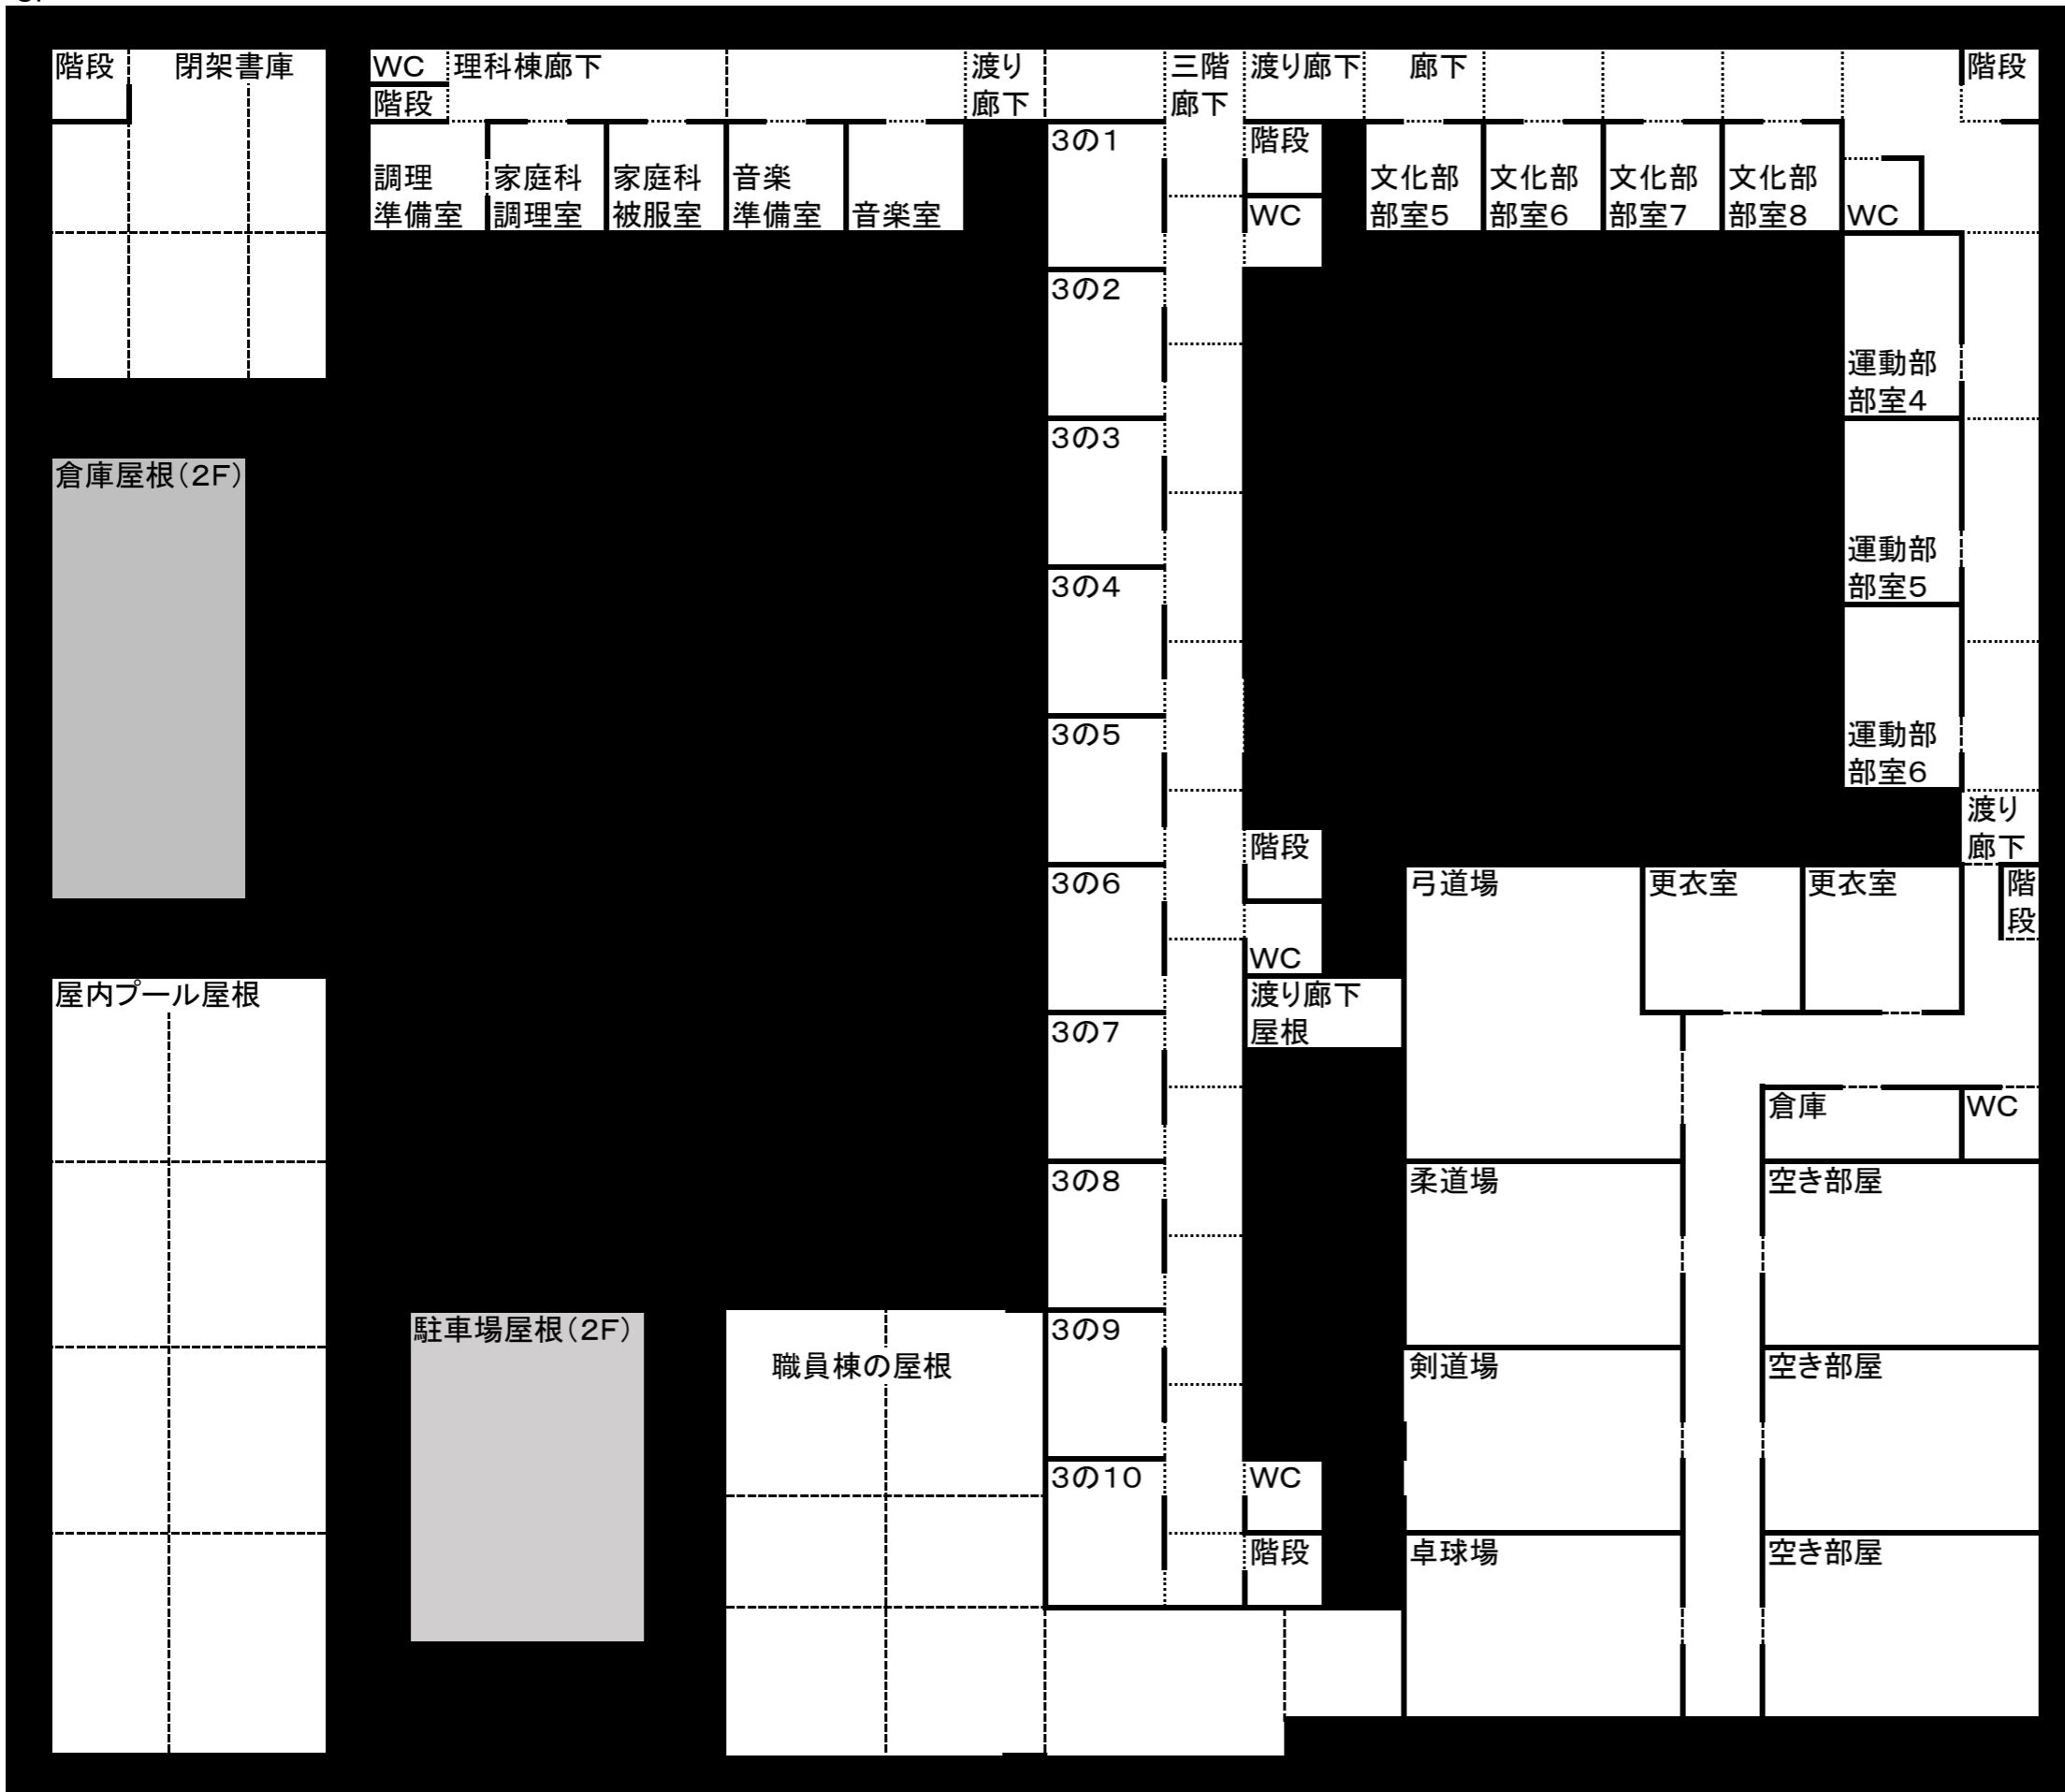 階段
閉架書庫
WC
階段
理科棟廊下
渡り
廊下
三階
廊下
渡り廊下
廊下
階段
調理
準備室
家庭科
調理室
家庭科
被服室
音楽
準備室
音楽室
3の1
階段
WC
文化部
部室5
文化部
部室6
文化部
部室7
文化部
部室8
WC
3の2
運動部
部室4
3の3
倉庫屋根(2F)
運動部
部室5
3の4
3の5
運動部
部室6
渡り
廊下
階段
3の6
WC
弓道場
更衣室
更衣室
階
段
屋内プール屋根
渡り廊下
屋根
3の7
倉庫
WC
3の8
柔道場
空き部屋
駐車場屋根(2F)
職員棟の屋根
3の9
剣道場
空き部屋
3の10
WC
階段
卓球場
空き部屋